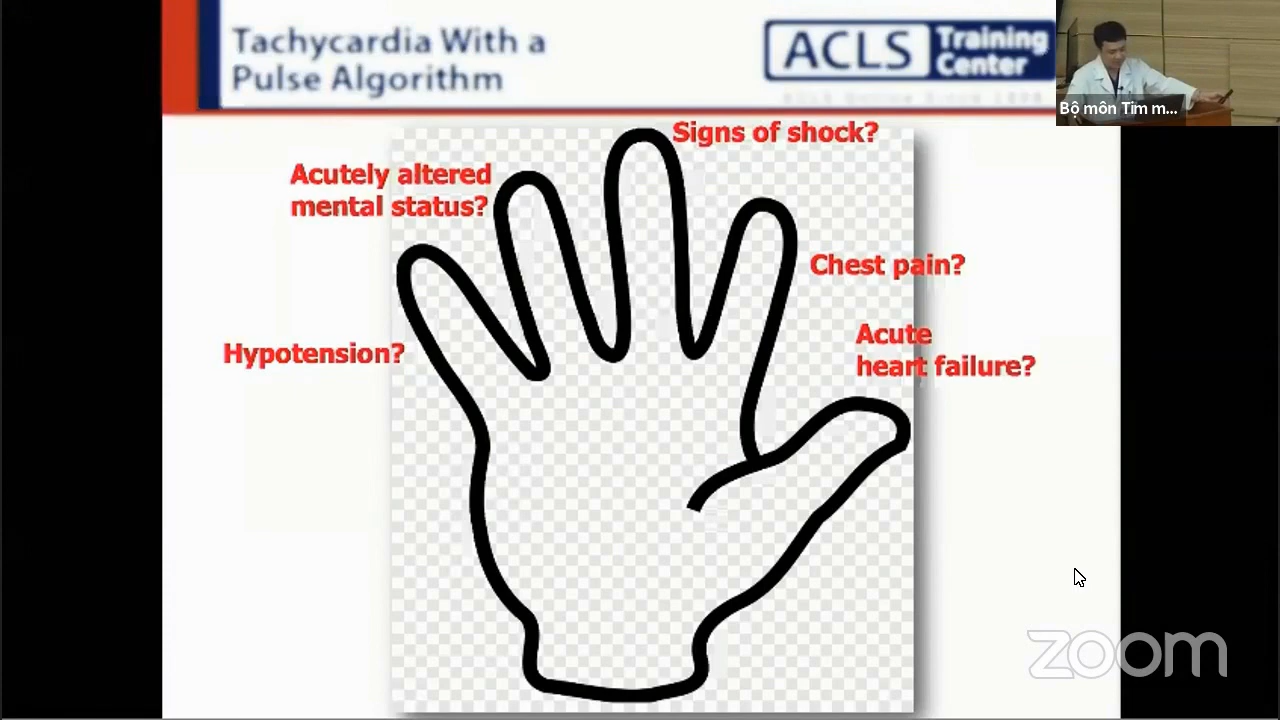 Tachycardia With a
Pulse Algorithm
ACLS Training
Center
Bộ môn Tim m...
Signs of shock?
Acutely altered
mental status?
Chest pain?
Hypotension?
Acute
heart failure?
zoom